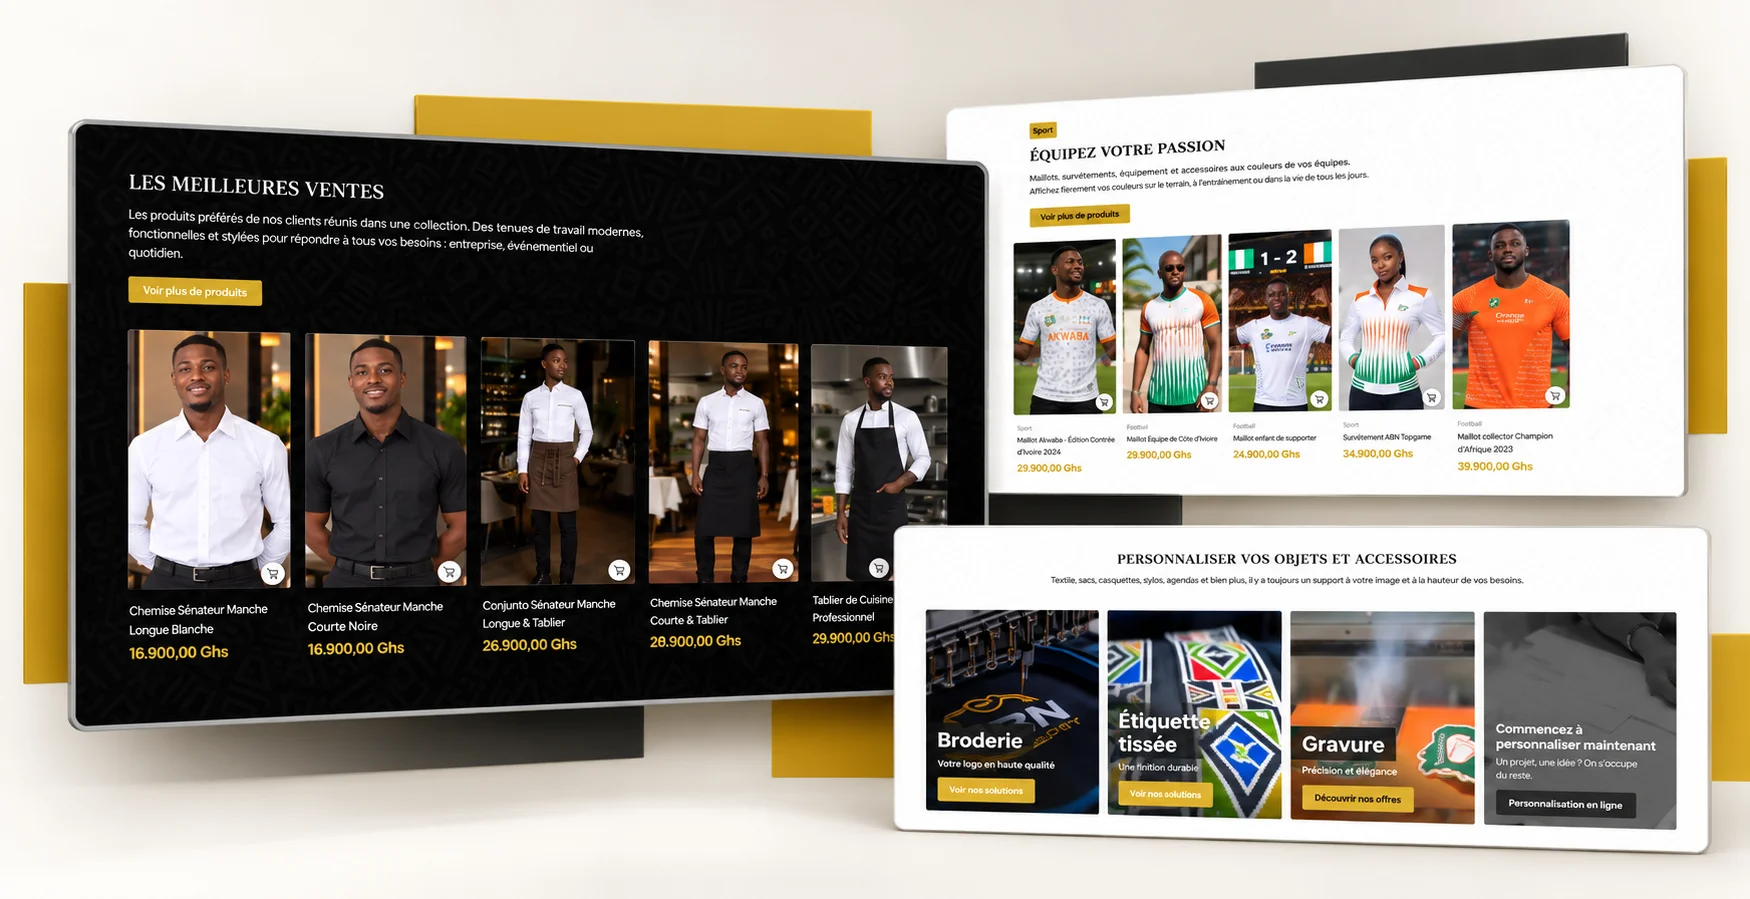 LES MEILLEURES VENTES
Les produits préférés de nos clients réunis dans une collection. Des tenues de travail modernes,
fonctionnelles et stylées pour répondre à tous vos besoins : entreprise, événementiel ou
quotidien.
Voir plus de produits
Chemise Sénateur Manche
Longue Blanche
16.900,00 Ghs
Chemise Sénateur Manche
Courte Noire
16.900,00 Ghs
Conjunto Sénateur Manche
Longue & Tablier
26.900,00 Ghs
Chemise Sénateur Manche
Courte & Tablier
28.900,00 Ghs
Tablier de Cuisine
Professionnel
29.900,00 Ghs
Sport
ÉQUIPEZ VOTRE PASSION
Maillots, survétements, équipement et accessoires aux couleurs de vos équipes.
Affichez fierement vos couleurs sur le terrain, à l'entraînement ou dans la vie de tous les jours.
Voir plus de produits
AKWABA
1 - 2
Orange
Sport
Maillot Akwaba - Édition Contrée
d'Ivoire 2024
29.900,00 Ghs
Maillot Équipe de Côte d'Ivoire
29.900,00 Ghs
Football
Maillot enfant de supporter
24.900,00 Ghs
Sport
Survétement ABN Topgame
34.900,00 Ghs
Football
Maillot collector Champion
d'Afrique 2023
39.900,00 Ghs
PERSONNALISER VOS OBJETS ET ACCESSOIRES
Textile, sacs, casquettes, stylos, agendas et bien plus, il y a toujours un support à votre image et à la hauteur de vos besoins.
Broderie
Votre logo en haute qualité
Voir nos solutions
Étiquette
tissée
Une finition durable
Voir nos solutions
Gravure
Précision et élégance
Découvrir nos offres
Commencez à
personnaliser maintenant
Un projet, une idée ? On s'occupe
du reste.
Personnalisation en ligne